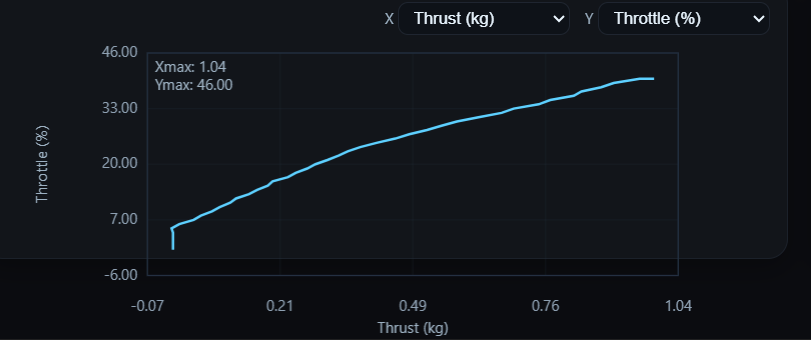 X Thrust (kg) Y Throttle (%)
46.00
Xmax: 1.04
Ymax: 46.00
33.00
Throttle (%)
20.00
7.00
-6.00
-0.07 0.21 0.49 0.76 1.04
Thrust (kg)